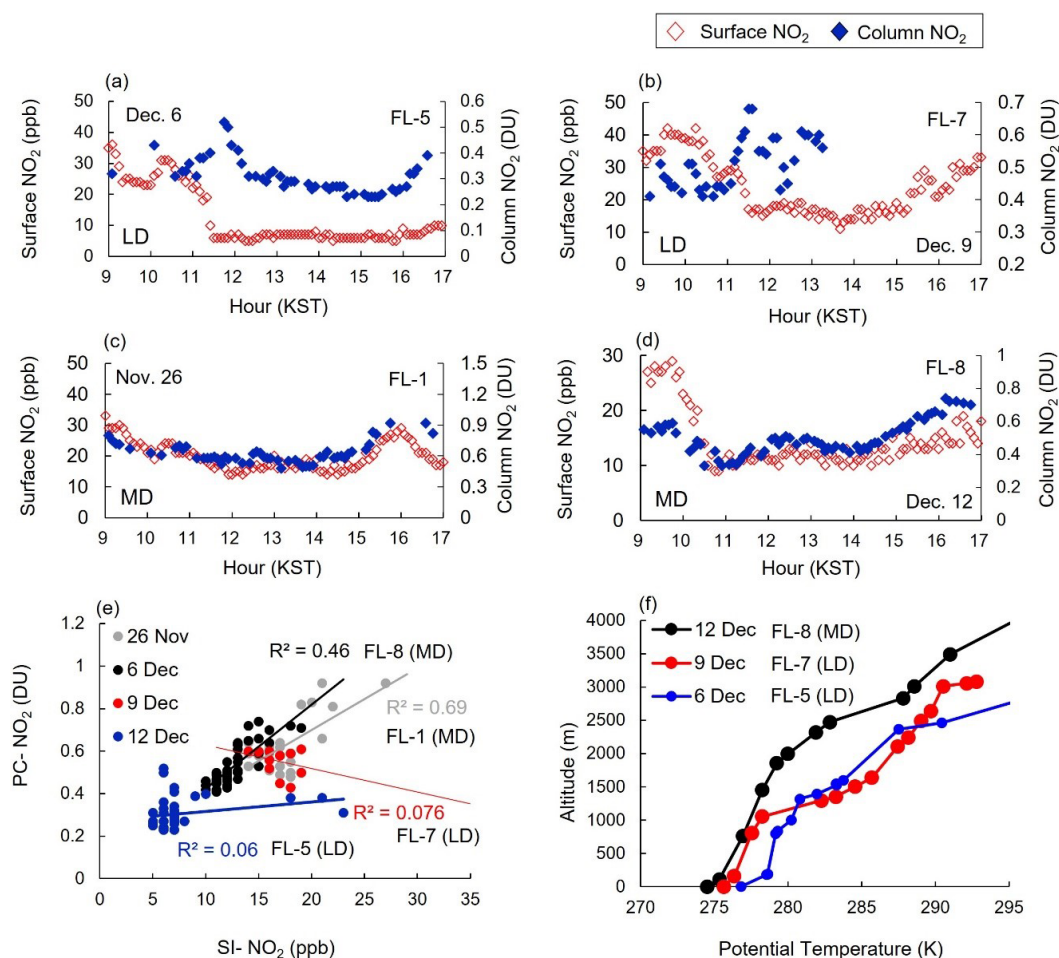 Surface NO₂ Column NO₂
(a)
Dec. 6
FL-5
LD
50
40
30
20
10
0
0.6
0.5
0.4
0.3
0.2
0.1
0
9 10 11 12 13 14 15 16 17
Surface NO₂ (ppb)
Column NO₂ (DU)
Hour (KST)
(b)
FL-7
LD
Dec. 9
50
40
30
20
10
0
0.7
0.6
0.5
0.4
0.3
0.2
9 10 11 12 13 14 15 16 17
Surface NO₂ (ppb)
Column NO₂ (DU)
Hour (KST)
(c)
Nov. 26
FL-1
MD
50
40
30
20
10
0
1.5
1.2
0.9
0.6
0.3
0
9 10 11 12 13 14 15 16 17
Surface NO₂ (ppb)
Column NO₂ (DU)
Hour (KST)
(d)
FL-8
MD
Dec. 12
30
20
10
0
1
0.8
0.6
0.4
0.2
0
9 10 11 12 13 14 15 16 17
Surface NO₂ (ppb)
Column NO₂ (DU)
Hour (KST)
(e)
26 Nov
6 Dec
9 Dec
12 Dec
R² = 0.46 FL-8 (MD)
R² = 0.69
FL-1 (MD)
R² = 0.076
FL-7 (LD)
R² = 0.06 FL-5 (LD)
1.2
1
0.8
0.6
0.4
0.2
0
0 5 10 15 20 25 30 35
PC- NO₂ (DU)
SI- NO₂ (ppb)
(f)
12 Dec FL-8 (MD)
9 Dec FL-7 (LD)
6 Dec FL-5 (LD)
4000
3500
3000
2500
2000
1500
1000
500
0
270 275 280 285 290 295
Altitude (m)
Potential Temperature (K)